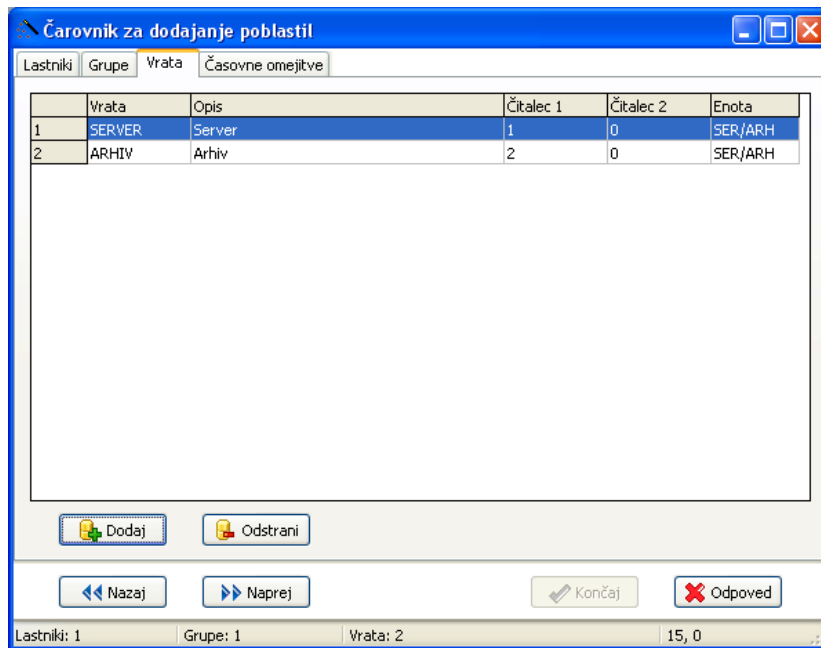 Čarovnik za dodajanje poblastil
Lastniki Grupe Vrata Časovne omejitve
Vrata Opis Čitalec 1 Čitalec 2 Enota
1 SERVER Server 1 0 SER/ARH
2 ARHIV Arhiv 2 0 SER/ARH
Dodaj Odstrani
Nazaj Naprej Končaj Odpoved
Lastniki: 1 Grupe: 1 Vrata: 2 15, 0